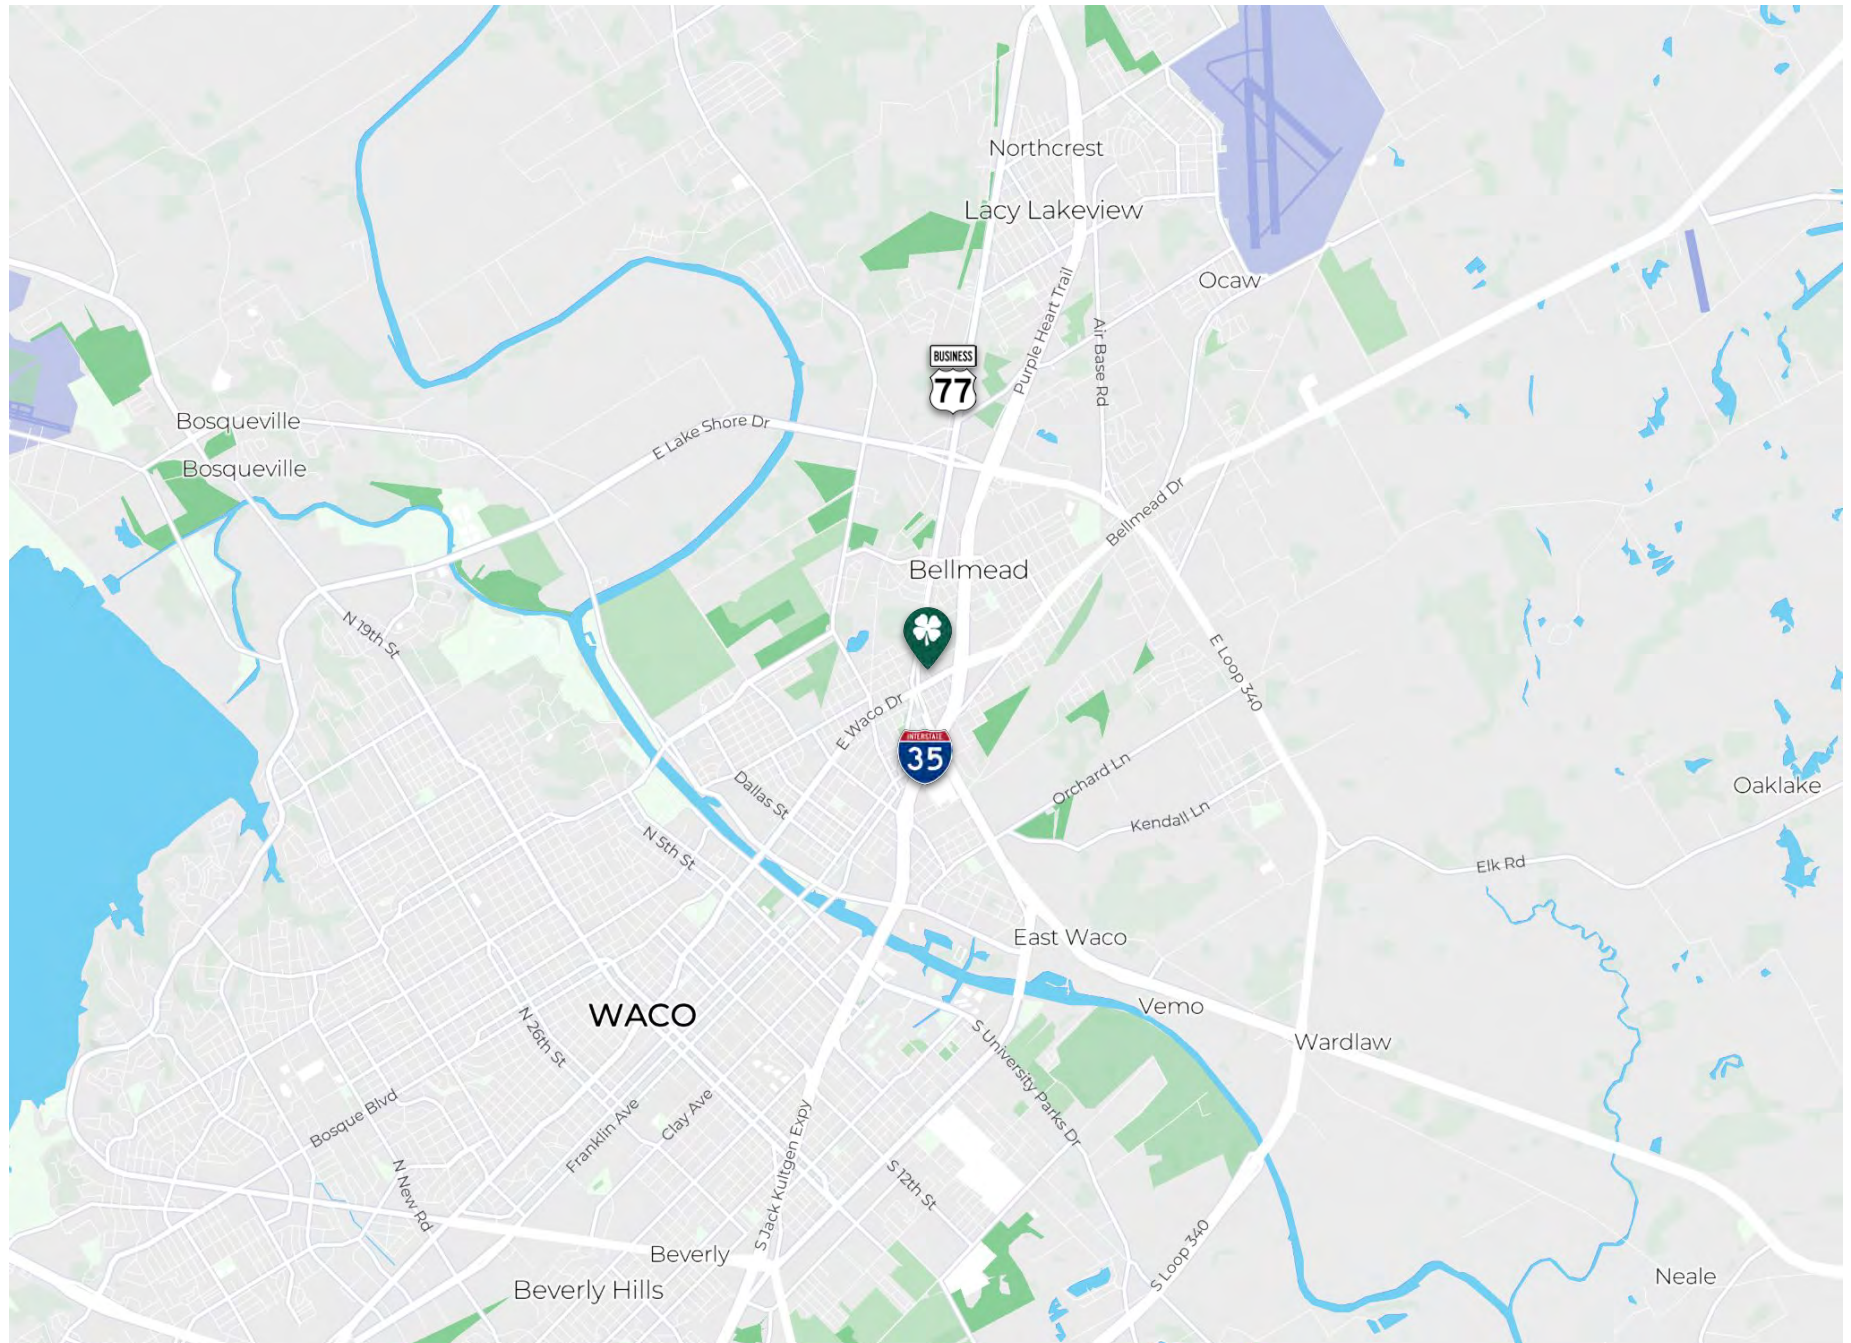 Northcrest
Lacy Lakeview
Ocaw
Purple Heart Trail
Air Base Rd
BUSINESS
77
Bosqueville
E Lake Shore Dr
Bosqueville
Bellmead Dr
Bellmead
N 19th St
E Loop 340
E Waco Dr
INTERSTATE
35
Dallas St
Orchard Ln
Oaklake
Kendall Ln
N 5th St
Elk Rd
East Waco
Vemo
WACO
N 26th St
S University Parks Dr
Wardlaw
Bosque Blvd
Franklin Ave
Clay Ave
S Jack Kultgen Expy
N New Rd
S 12th St
Beverly
S Loop 340
Beverly Hills
Neale